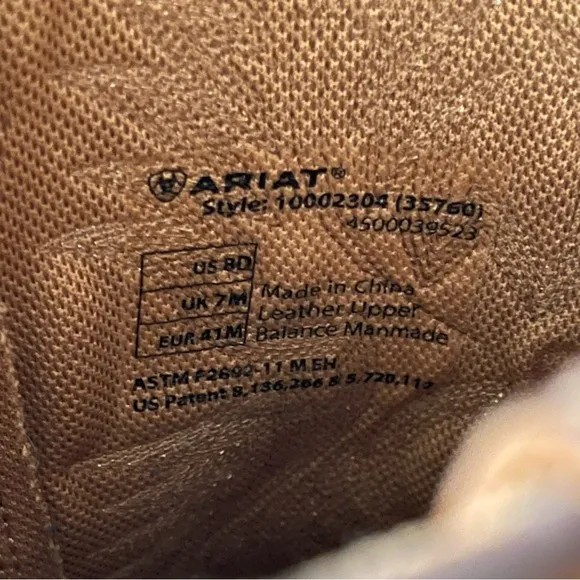 ARIAT®
Style: 10002304 (35760)
4500039523
US 8D
UK 7M
EUR 41M
Made in China
Leather Upper
Balance Manmade
ASTM F2892-11 M EH
US Patent 8,136,266 & 5,720,11